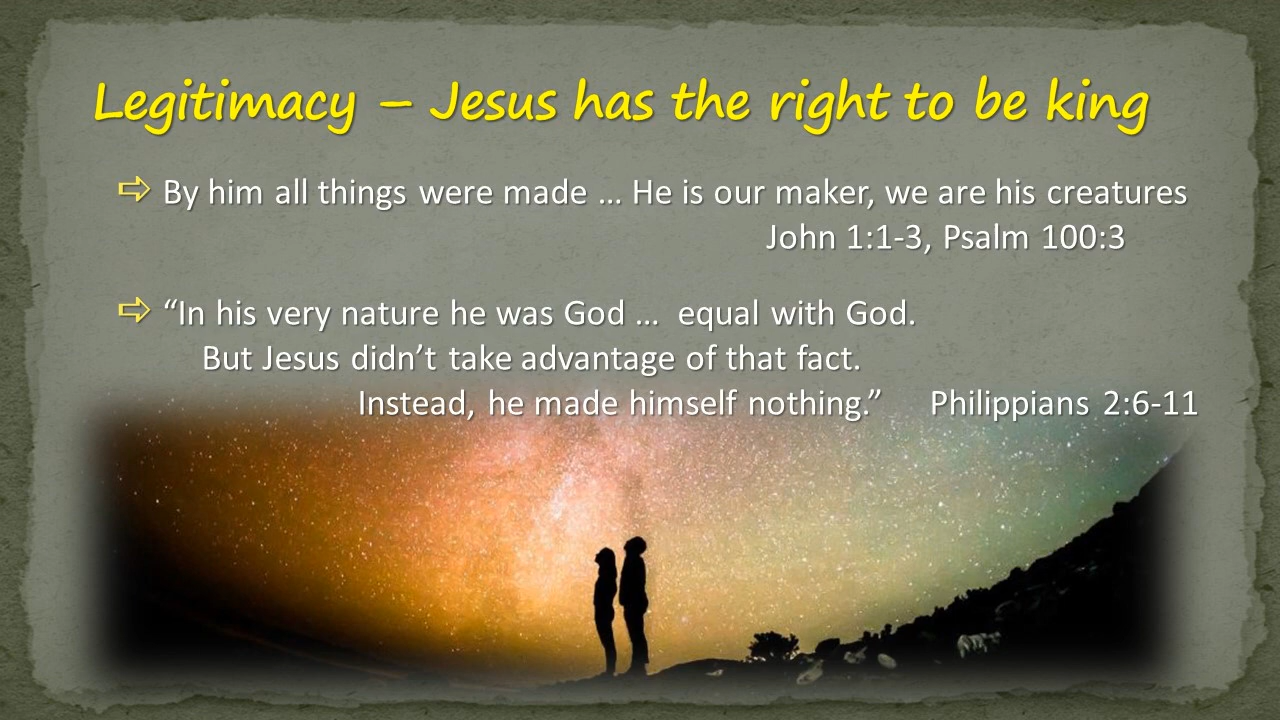 Legitimacy – Jesus has the right to be king
⇨ By him all things were made … He is our maker, we are his creatures
John 1:1-3, Psalm 100:3
⇨ “In his very nature he was God … equal with God.
But Jesus didn’t take advantage of that fact.
Instead, he made himself nothing.” Philippians 2:6-11